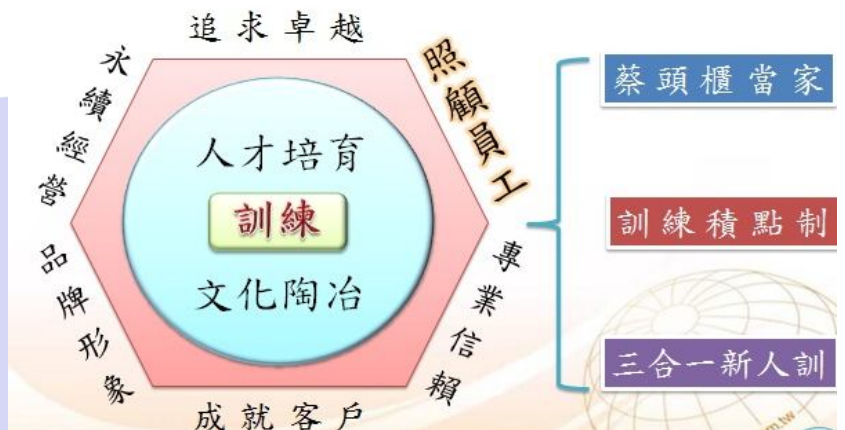 追求卓越
照顧員工
專業信賴
成就客戶
品牌形象
永續經營
人才培育
訓練
文化陶冶
蔡頭櫃當家
訓練積點制
三合一新人訓
m.tw